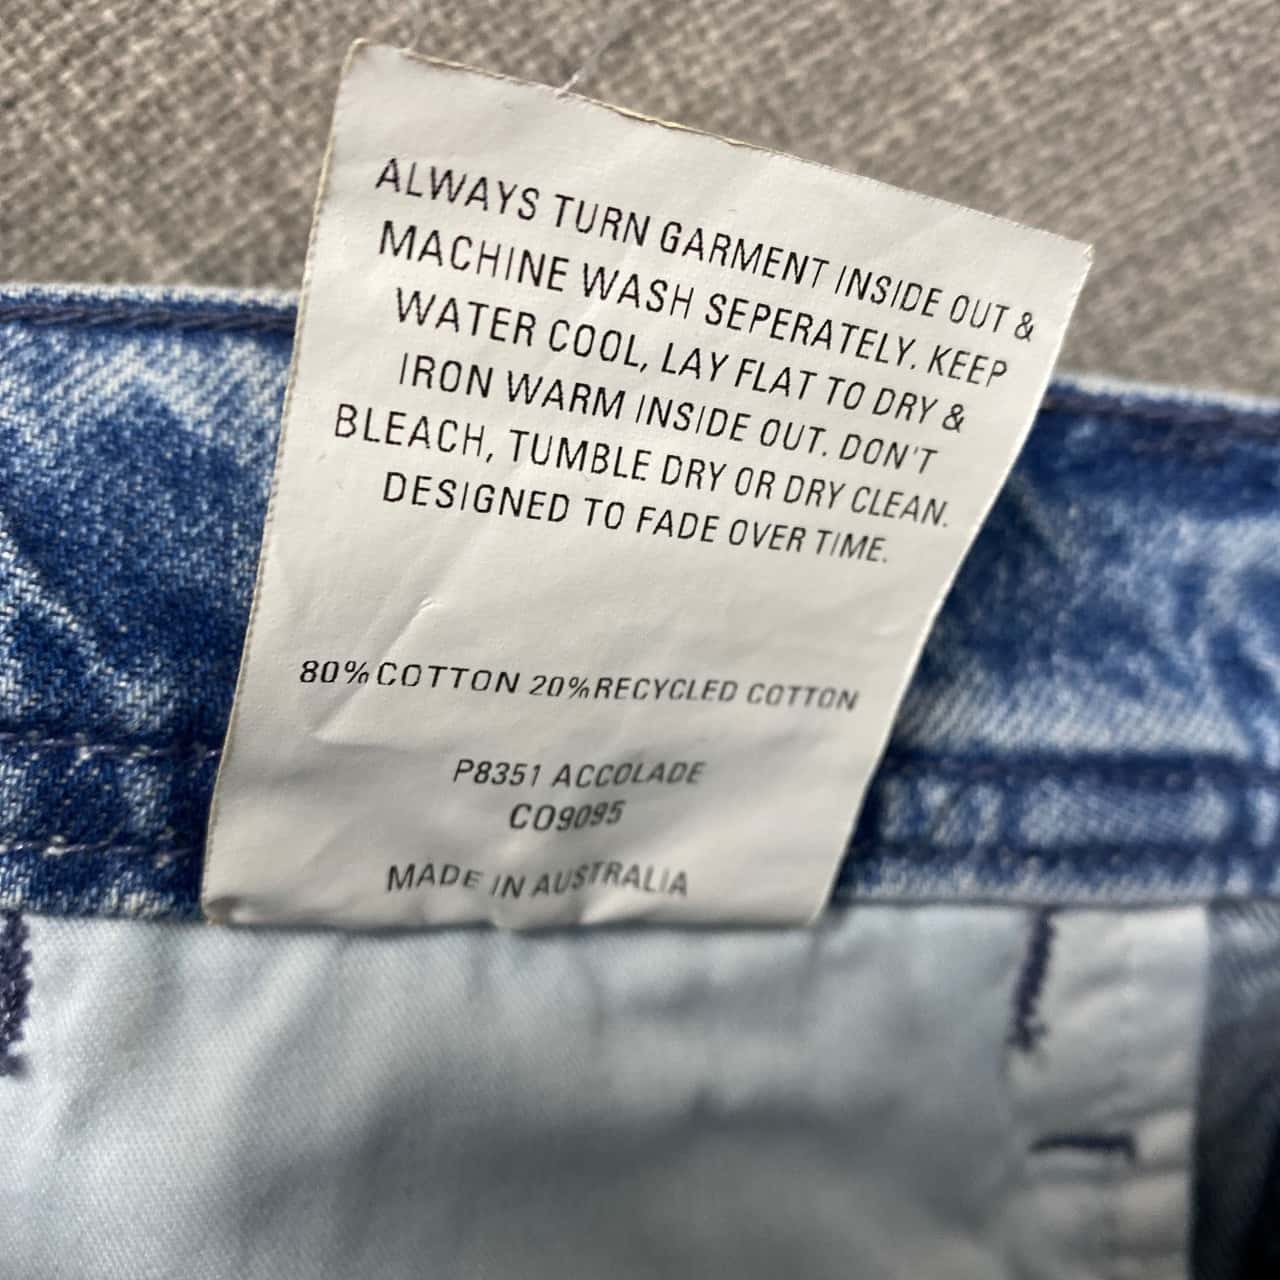 ALWAYS TURN GARMENT INSIDE OUT &
MACHINE WASH SEPERATELY. KEEP
WATER COOL, LAY FLAT TO DRY &
IRON WARM INSIDE OUT. DON'T
BLEACH, TUMBLE DRY OR DRY CLEAN.
DESIGNED TO FADE OVER TIME.
80% COTTON 20% RECYCLED COTTON
P8351 ACCOLADE
CO9095
MADE IN AUSTRALIA